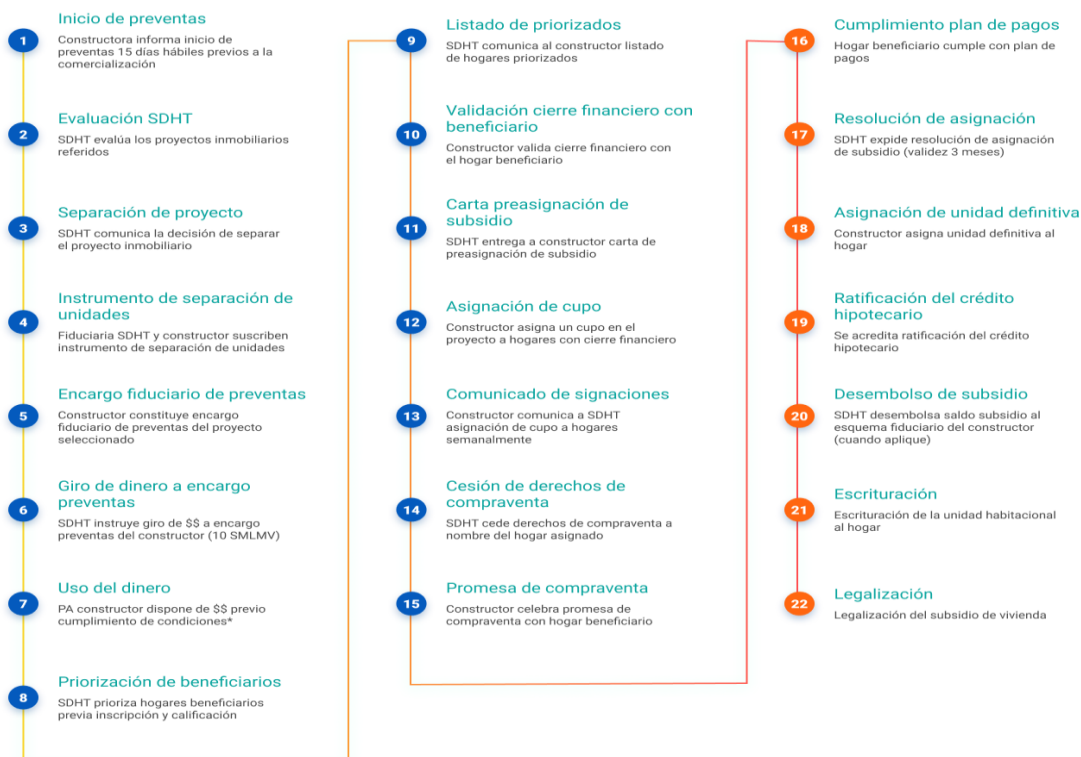 1
Inicio de preventas
Constructora informa inicio de
preventas 15 días hábiles previos a la
comercialización
2
Evaluación SDHT
SDHT evalúa los proyectos inmobiliarios
referidos
3
Separación de proyecto
SDHT comunica la decisión de separar
el proyecto inmobiliario
4
Instrumento de separación de
unidades
Fiduciaria SDHT y constructor suscriben
instrumento de separación de unidades
5
Encargo fiduciario de preventas
Constructor constituye encargo
fiduciario de preventas del proyecto
seleccionado
6
Giro de dinero a encargo
preventas
SDHT instruye giro de $$ a encargo
preventas del constructor (10 SMLMV)
7
Uso del dinero
PA constructor dispone de $$ previo
cumplimiento de condiciones*
8
Priorización de beneficiarios
SDHT prioriza hogares beneficiarios
previa inscripción y calificación
9
Listado de priorizados
SDHT comunica al constructor listado
de hogares priorizados
10
Validación cierre financiero con
beneficiario
Constructor valida cierre financiero con
el hogar beneficiario
11
Carta preasignación de
subsidio
SDHT entrega a constructor carta de
preasignación de subsidio
12
Asignación de cupo
Constructor asigna un cupo en el
proyecto a hogares con cierre financiero
13
Comunicado de signaciones
Constructor comunica a SDHT
asignación de cupo a hogares
semanalmente
14
Cesión de derechos de
compraventa
SDHT cede derechos de compraventa a
nombre del hogar asignado
15
Promesa de compraventa
Constructor celebra promesa de
compraventa con hogar beneficiario
16
Cumplimiento plan de pagos
Hogar beneficiario cumple con plan de
pagos
17
Resolución de asignación
SDHT expide resolución de asignación
de subsidio (validez 3 meses)
18
Asignación de unidad definitiva
Constructor asigna unidad definitiva al
hogar
19
Ratificación del crédito
hipotecario
Se acredita ratificación del crédito
hipotecario
20
Desembolso de subsidio
SDHT desembolsa saldo subsidio al
esquema fiduciario del constructor
(cuando aplique)
21
Escrituración
Escrituración de la unidad habitacional
al hogar
22
Legalización
Legalización del subsidio de vivienda